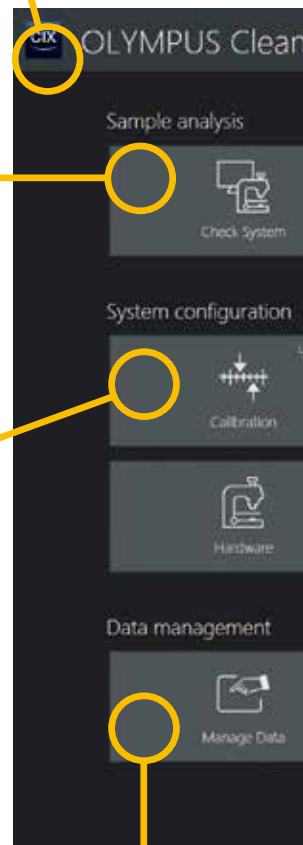 CIX
OLYMPUS Clean
Sample analysis
Check System
System configuration
Calibration
Hardware
Data management
Manage Data